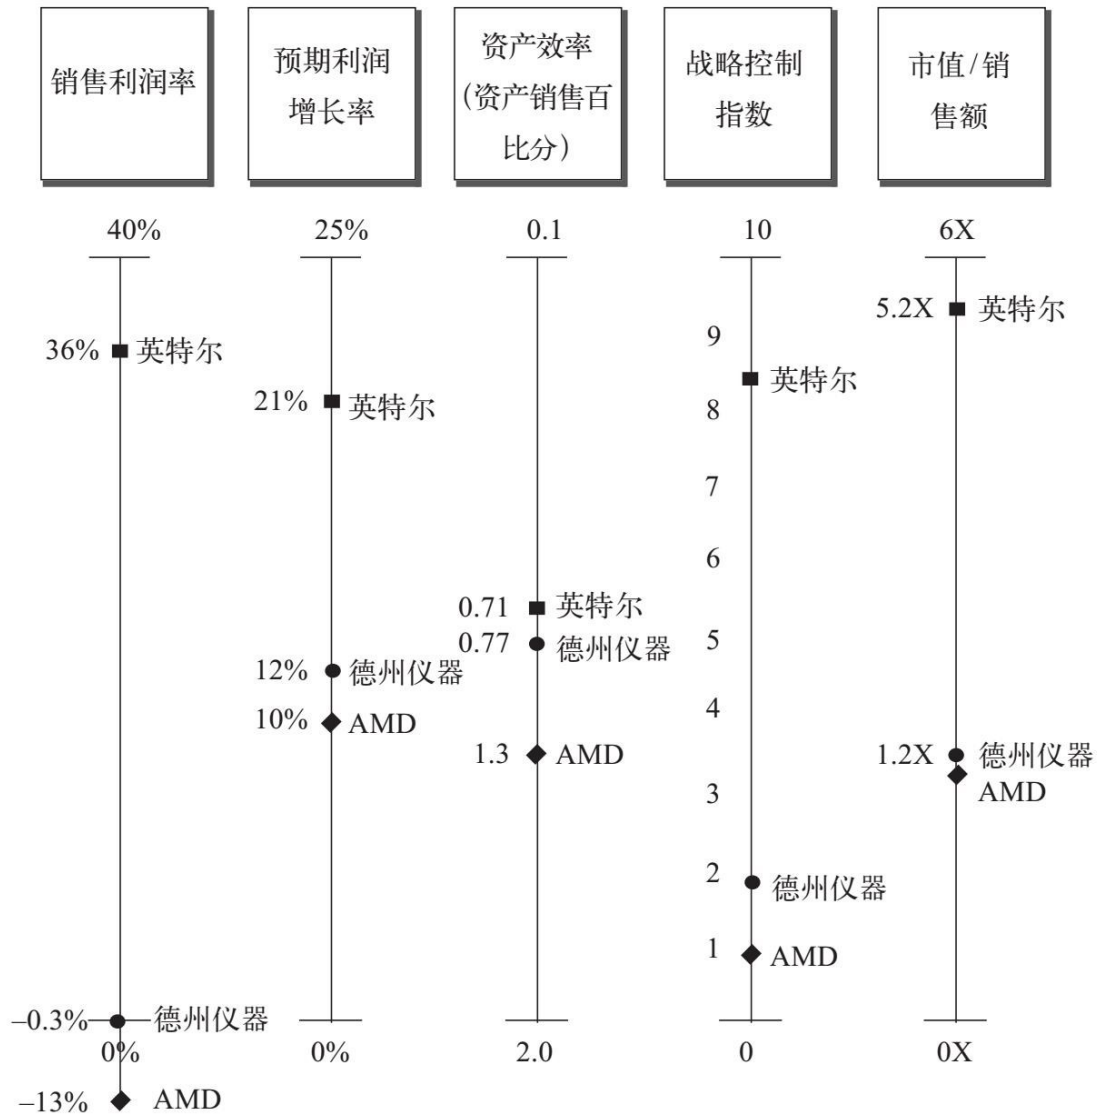 销售利润率
预期利润
增长率
资产效率
(资产销售百
比分)
战略控制
指数
市值/销
售额
40%
36%
英特尔
–0.3%
德州仪器
0%
–13%
AMD
25%
21%
英特尔
12%
德州仪器
10%
AMD
0%
0.1
0.71
英特尔
0.77
德州仪器
1.3
AMD
2.0
10
9
英特尔
8
7
6
5
4
3
2
德州仪器
1
AMD
0
6X
5.2X
英特尔
1.2X
德州仪器
AMD
0X